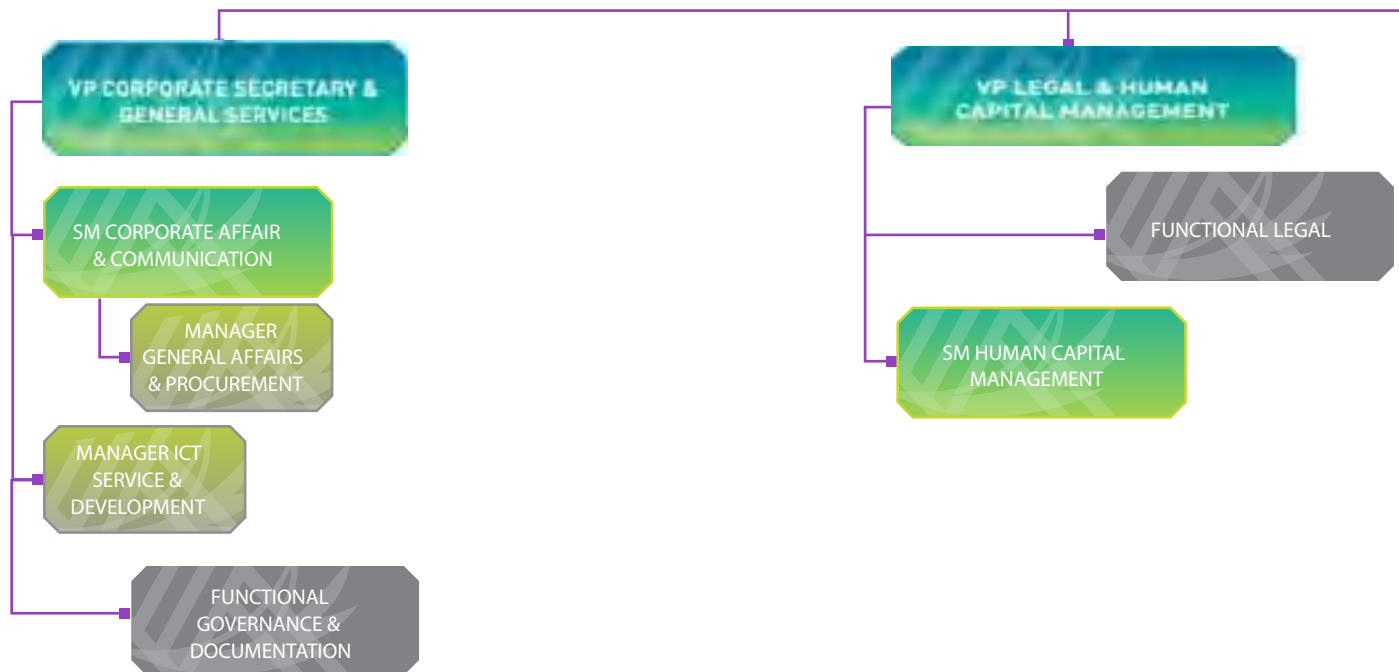 VP CORPORATE SECRETARY &
GENERAL SERVICES
SM CORPORATE AFFAIR
& COMMUNICATION
MANAGER
GENERAL AFFAIRS
& PROCUREMENT
MANAGER ICT
SERVICE &
DEVELOPMENT
FUNCTIONAL
GOVERNANCE &
DOCUMENTATION
VP LEGAL & HUMAN
CAPITAL MANAGEMENT
FUNCTIONAL LEGAL
SM HUMAN CAPITAL
MANAGEMENT